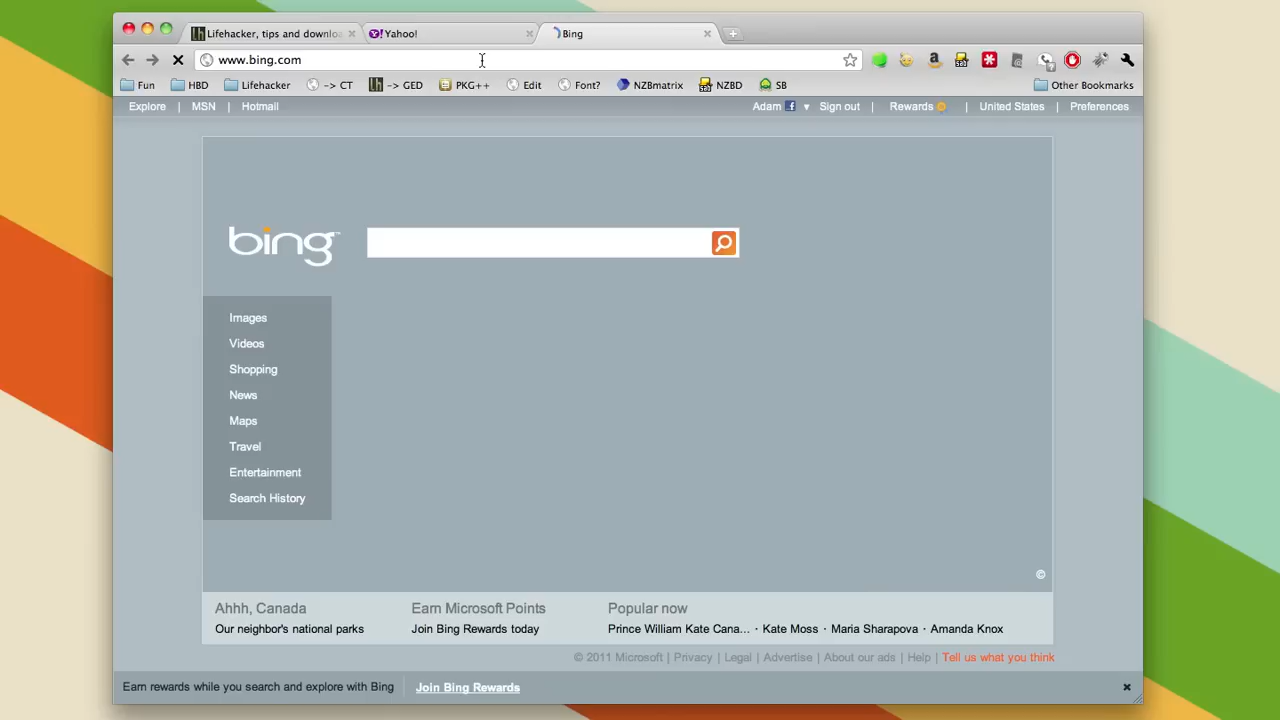 Lifehacker, tips and downloa
Yahoo!
Bing
www.bing.com
Fun
HBD
Lifehacker
-> CT
-> GED
PKG++
Edit
Font?
NZBmatrix
NZBD
SB
Other Bookmarks
Explore | MSN | Hotmail
Adam ▾ Sign out | Rewards | United States | Preferences
bing™
Images
Videos
Shopping
News
Maps
Travel
Entertainment
Search History
©
Ahhh, Canada
Our neighbor's national parks
Earn Microsoft Points
Join Bing Rewards today
Popular now
Prince William Kate Cana... · Kate Moss · Maria Sharapova · Amanda Knox
© 2011 Microsoft | Privacy | Legal | Advertise | About our ads | Help | Tell us what you think
Earn rewards while you search and explore with Bing
Join Bing Rewards